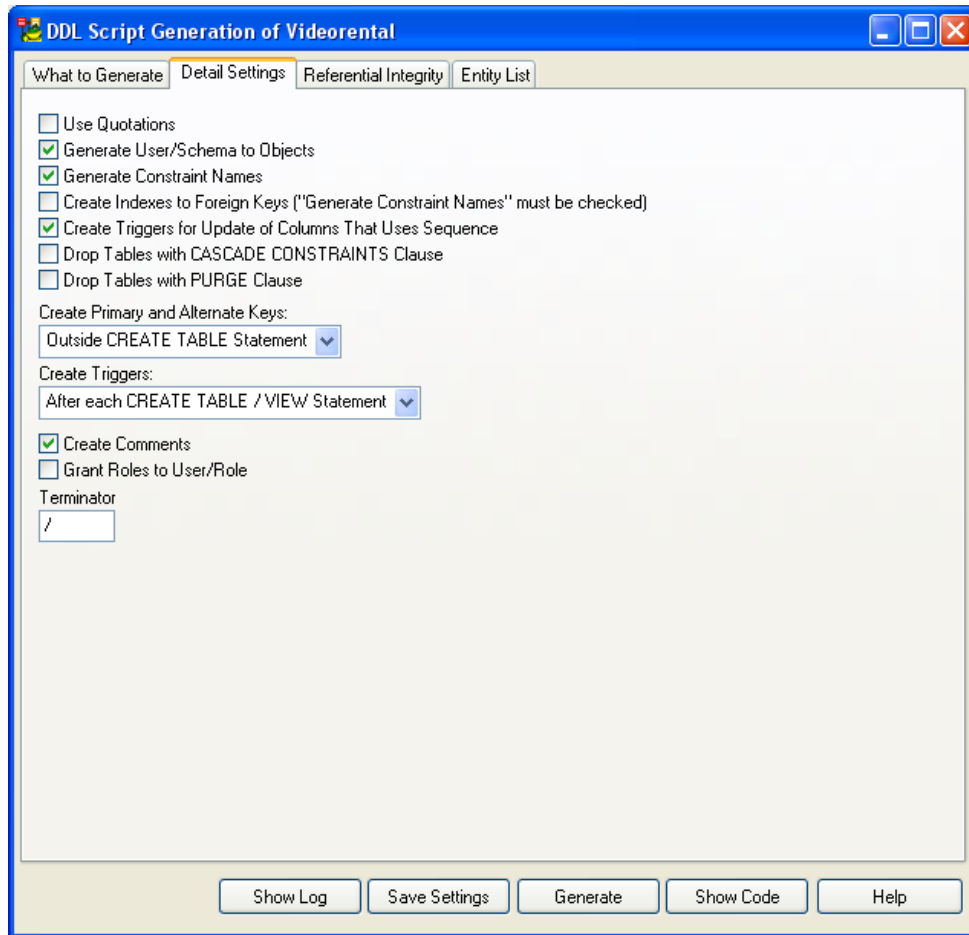 DDL Script Generation of Videorental
What to Generate Detail Settings Referential Integrity Entity List
Use Quotations
Generate User/Schema to Objects
Generate Constraint Names
Create Indexes to Foreign Keys ("Generate Constraint Names" must be checked)
Create Triggers for Update of Columns That Uses Sequence
Drop Tables with CASCADE CONSTRAINTS Clause
Drop Tables with PURGE Clause
Create Primary and Alternate Keys:
Outside CREATE TABLE Statement
Create Triggers:
After each CREATE TABLE / VIEW Statement
Create Comments
Grant Roles to User/Role
Terminator
/
Show Log Save Settings Generate Show Code Help